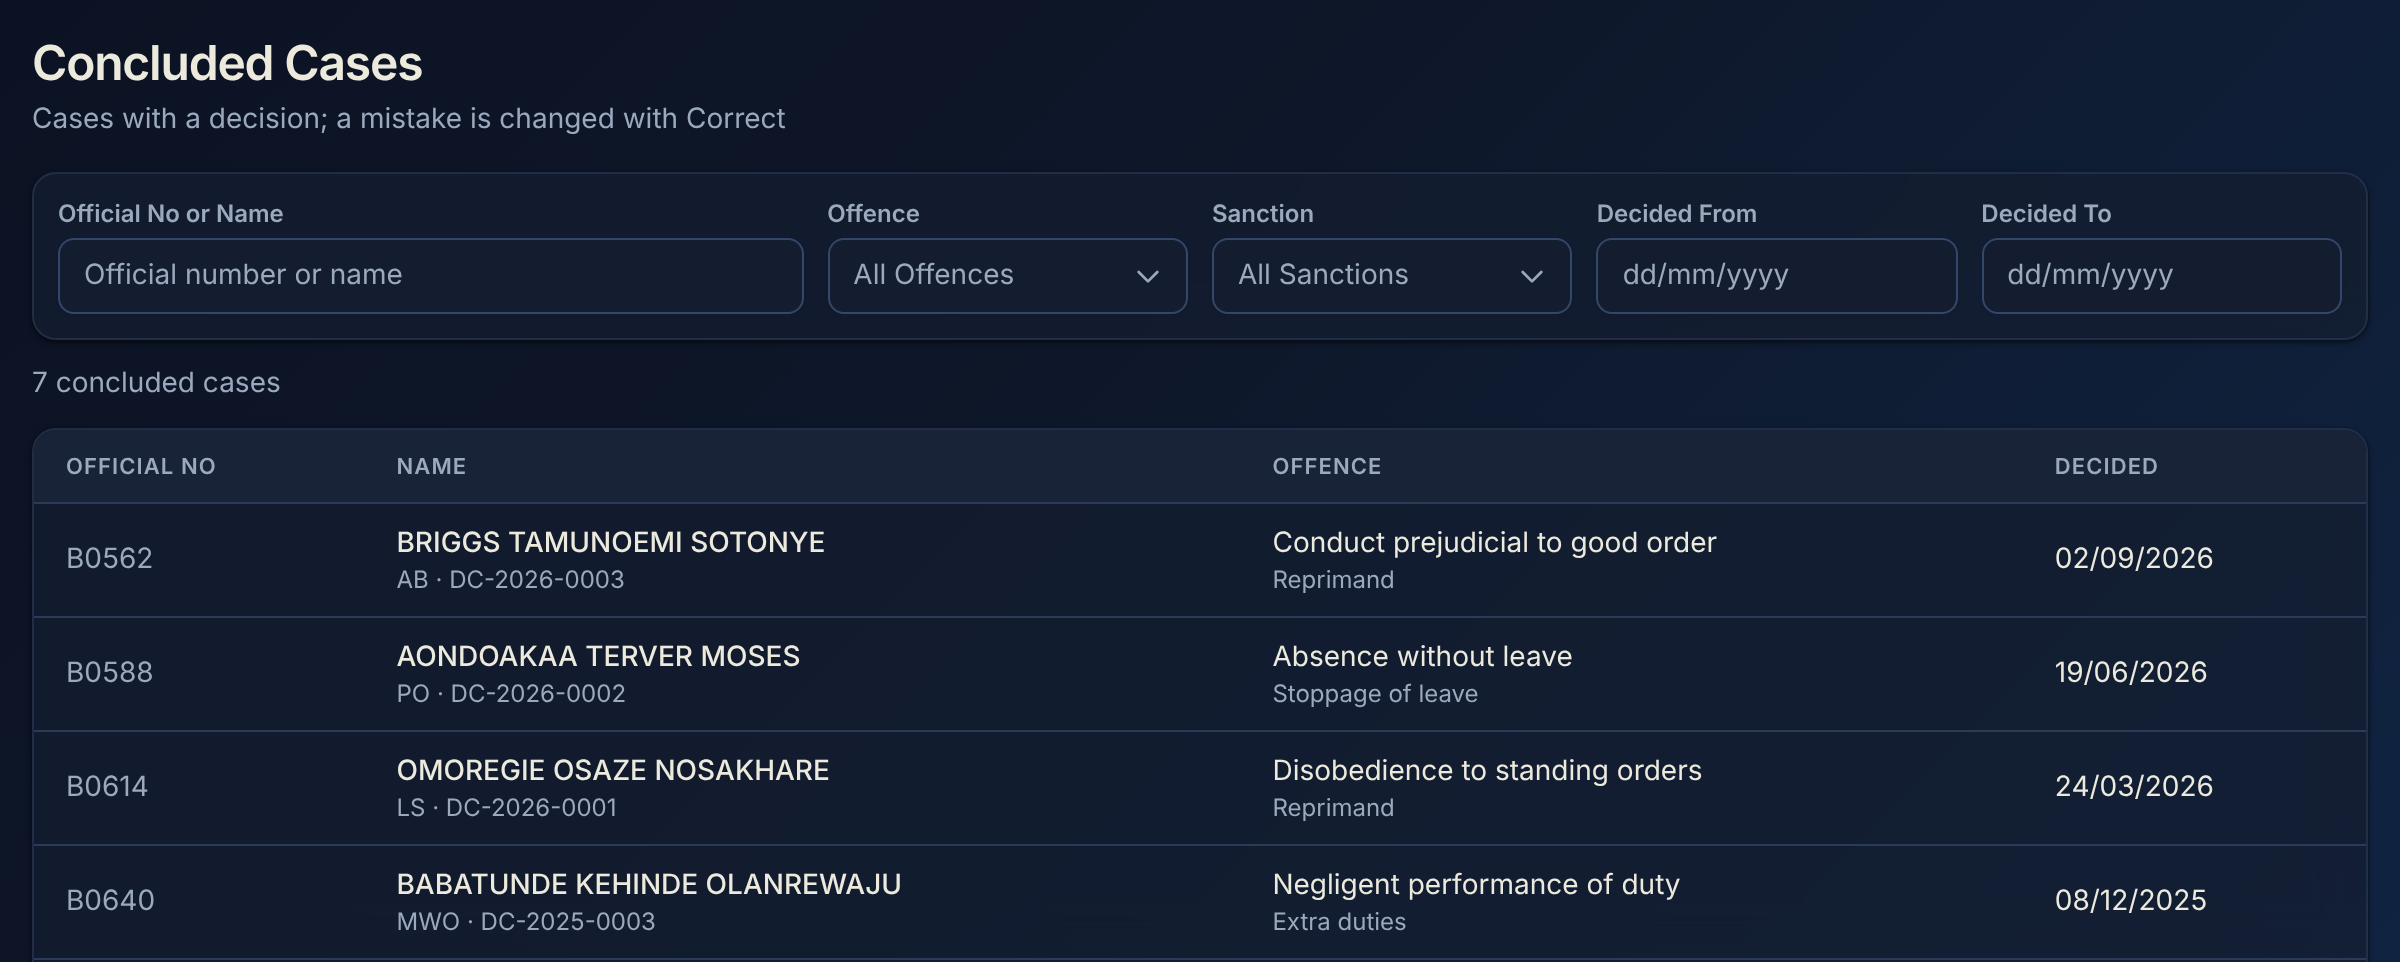 Concluded Cases
Cases with a decision; a mistake is changed with Correct
Official No or Name Offence Sanction Decided From Decided To
Official number or name All Offences All Sanctions dd/mm/yyyy dd/mm/yyyy
7 concluded cases
OFFICIAL NO NAME OFFENCE DECIDED
B0562 BRIGGS TAMUNOEMI SOTONYE Conduct prejudicial to good order 02/09/2026
AB · DC-2026-0003 Reprimand
B0588 AONDOAKAA TERVER MOSES Absence without leave 19/06/2026
PO · DC-2026-0002 Stoppage of leave
B0614 OMOREGIE OSAZE NOSAKHARE Disobedience to standing orders 24/03/2026
LS · DC-2026-0001 Reprimand
B0640 BABATUNDE KEHINDE OLANREWAJU Negligent performance of duty 08/12/2025
MWO · DC-2025-0003 Extra duties